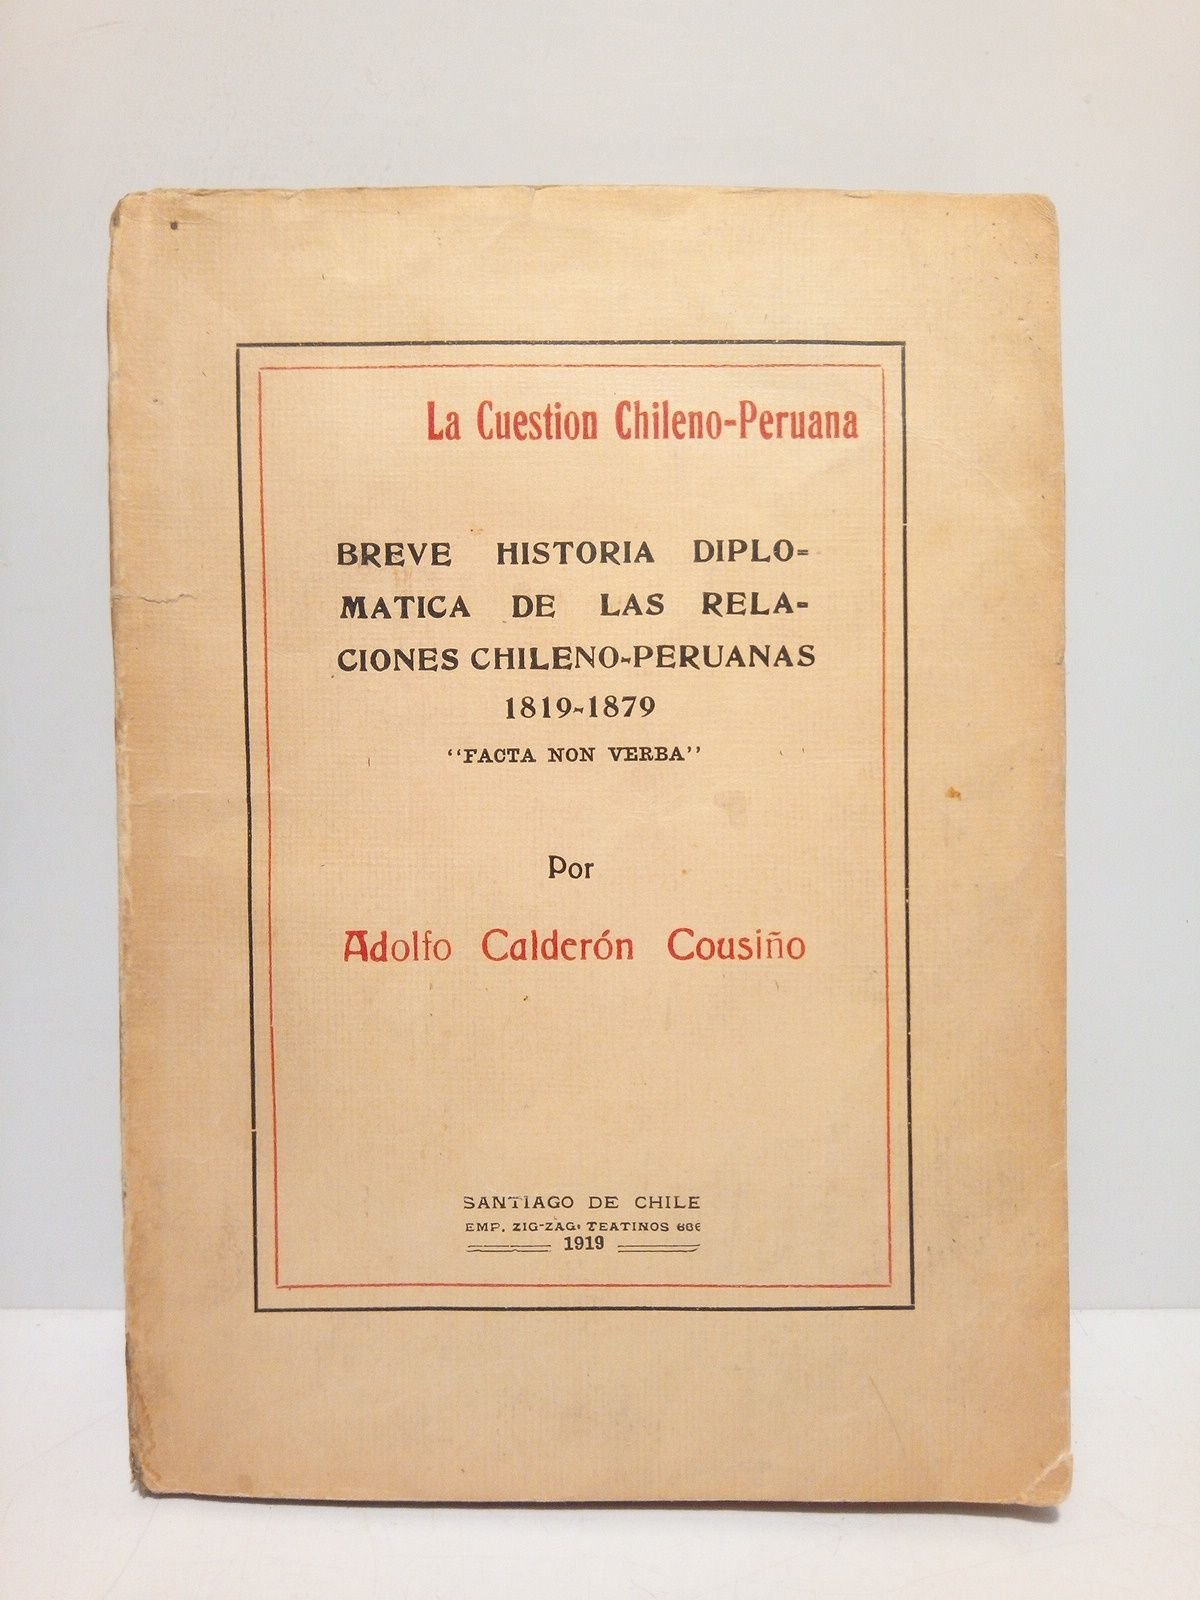 La Cuestion Chileno-Peruana
BREVE HISTORIA DIPLO-
MATICA DE LAS RELA-
CIONES CHILENO-PERUANAS
1819-1879
"FACTA NON VERBA"
Por
Adolfo Calderón Cousiño
SANTIAGO DE CHILE
EMP. ZIG-ZAG. TEATINOS 666
1919